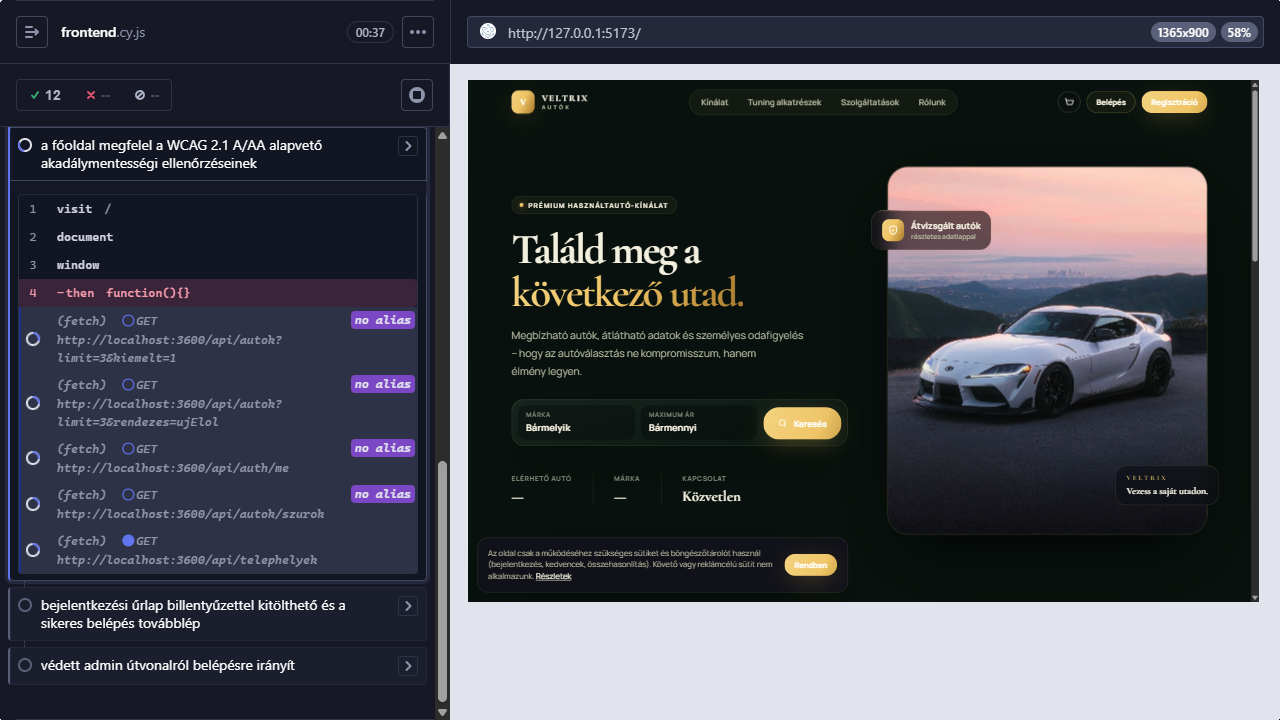 frontend.cy.js
00:37
http://127.0.0.1:5173/
1365x900
58%
12
--
--
a főoldal megfelel a WCAG 2.1 A/AA alapvető
akadálymentességi ellenőrzéseinek
1 visit /
2 document
3 window
4 -then function(){}
(fetch) GET no alias
http://localhost:3600/api/autok?
limit=3&kiemelt=1
(fetch) GET no alias
http://localhost:3600/api/autok?
limit=3&rendezes=ujElol
(fetch) GET no alias
http://localhost:3600/api/auth/me
(fetch) GET no alias
http://localhost:3600/api/autok/szurok
(fetch) GET
http://localhost:3600/api/telephelyek
bejelentkezési űrlap billentyűzettel kitölthető és a
sikeres belépés továbblép
védett admin útvonalról belépésre irányít
V VELTRIX
AUTÓK
Kínálat Tuning alkatrészek Szolgáltatások Rólunk
Belépés Regisztráció
PRÉMIUM HASZNÁLTAUTÓ-KÍNÁLAT
Találd meg a
következő utad.
Megbízható autók, átlátható adatok és személyes odafigyelés
– hogy az autóválasztás ne kompromisszum, hanem
élmény legyen.
MÁRKA
Bármelyik
MAXIMUM ÁR
Bármennyi
Keresés
ELÉRHETŐ AUTÓ
—
MÁRKA
—
KAPCSOLAT
Közvetlen
Átvizsgált autók
részletes adatlappal
VELTRIX
Vezess a saját utadon.
Az oldal csak a működéséhez szükséges sütiket és böngészőtárolót használ
(bejelentkezés, kedvencek, összehasonlítás). Követő vagy reklámcélú sütit nem
alkalmazunk. Részletek
Rendben